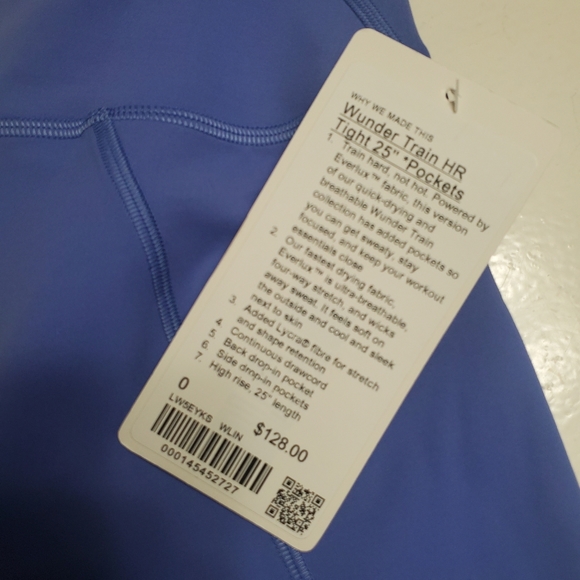 WHY WE MADE THIS
Wunder Train HR
Tight 25" *Pockets
1. Train hard, not hot. Powered by
Everlux™ fabric, this version
of our quick-drying and
breathable Wunder Train
collection has added pockets so
you can get sweaty, stay
focused, and keep your workout
essentials close
2. Our fastest drying fabric,
Everlux™ is ultra-breathable,
four-way stretch, and wicks
away sweat. It feels soft on
the outside and cool and sleek
next to skin
3. Added Lycra® fibre for stretch
and shape retention
4. Continuous drawcord
5. Back drop-in pocket
6. Side drop-in pockets
7. High rise, 25" length
0
LW5EYKS WLIN
$128.00
000145452727